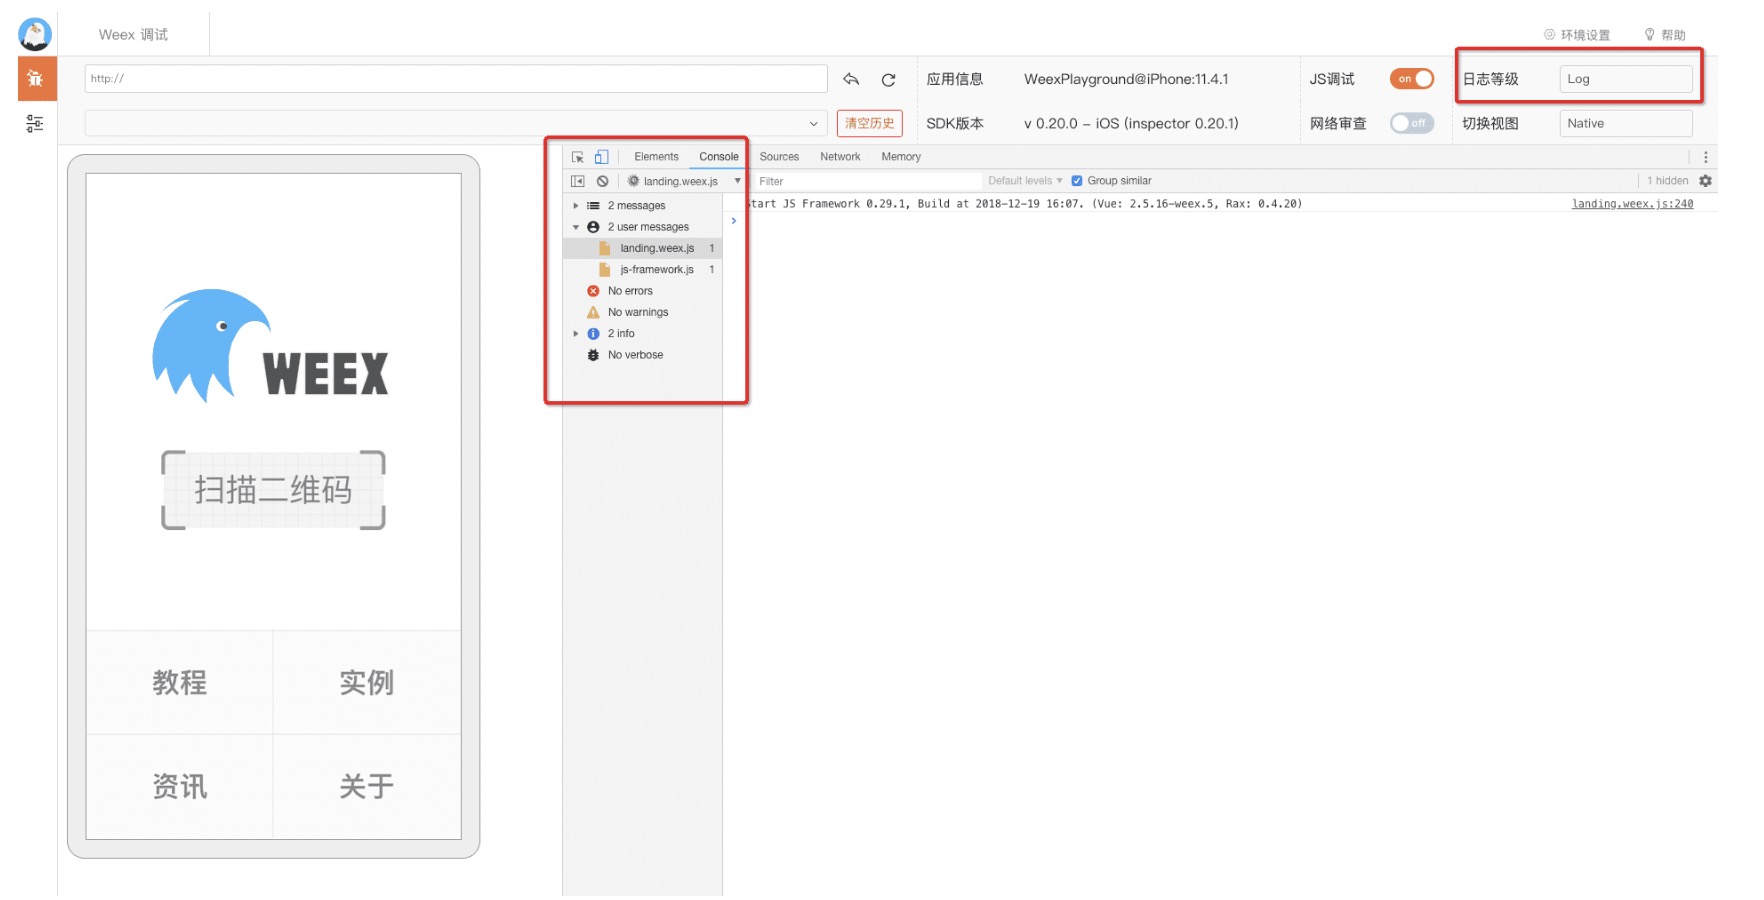 Weex 调试
环境设置
帮助
http://
应用信息
WeexPlayground@iPhone:11.4.1
JS调试
on
日志等级
Log
清空历史
SDK版本
v 0.20.0 – iOS (inspector 0.20.1)
网络审查
off
切换视图
Native
Elements
Console
Sources
Network
Memory
landing.weex.js
Filter
Default levels
Group similar
1 hidden
2 messages
2 user messages
landing.weex.js 1
js-framework.js 1
No errors
No warnings
2 info
No verbose
Start JS Framework 0.29.1, Build at 2018-12-19 16:07. (Vue: 2.5.16-weex.5, Rax: 0.4.20)
landing.weex.js:240
WEEX
扫描二维码
教程
实例
资讯
关于